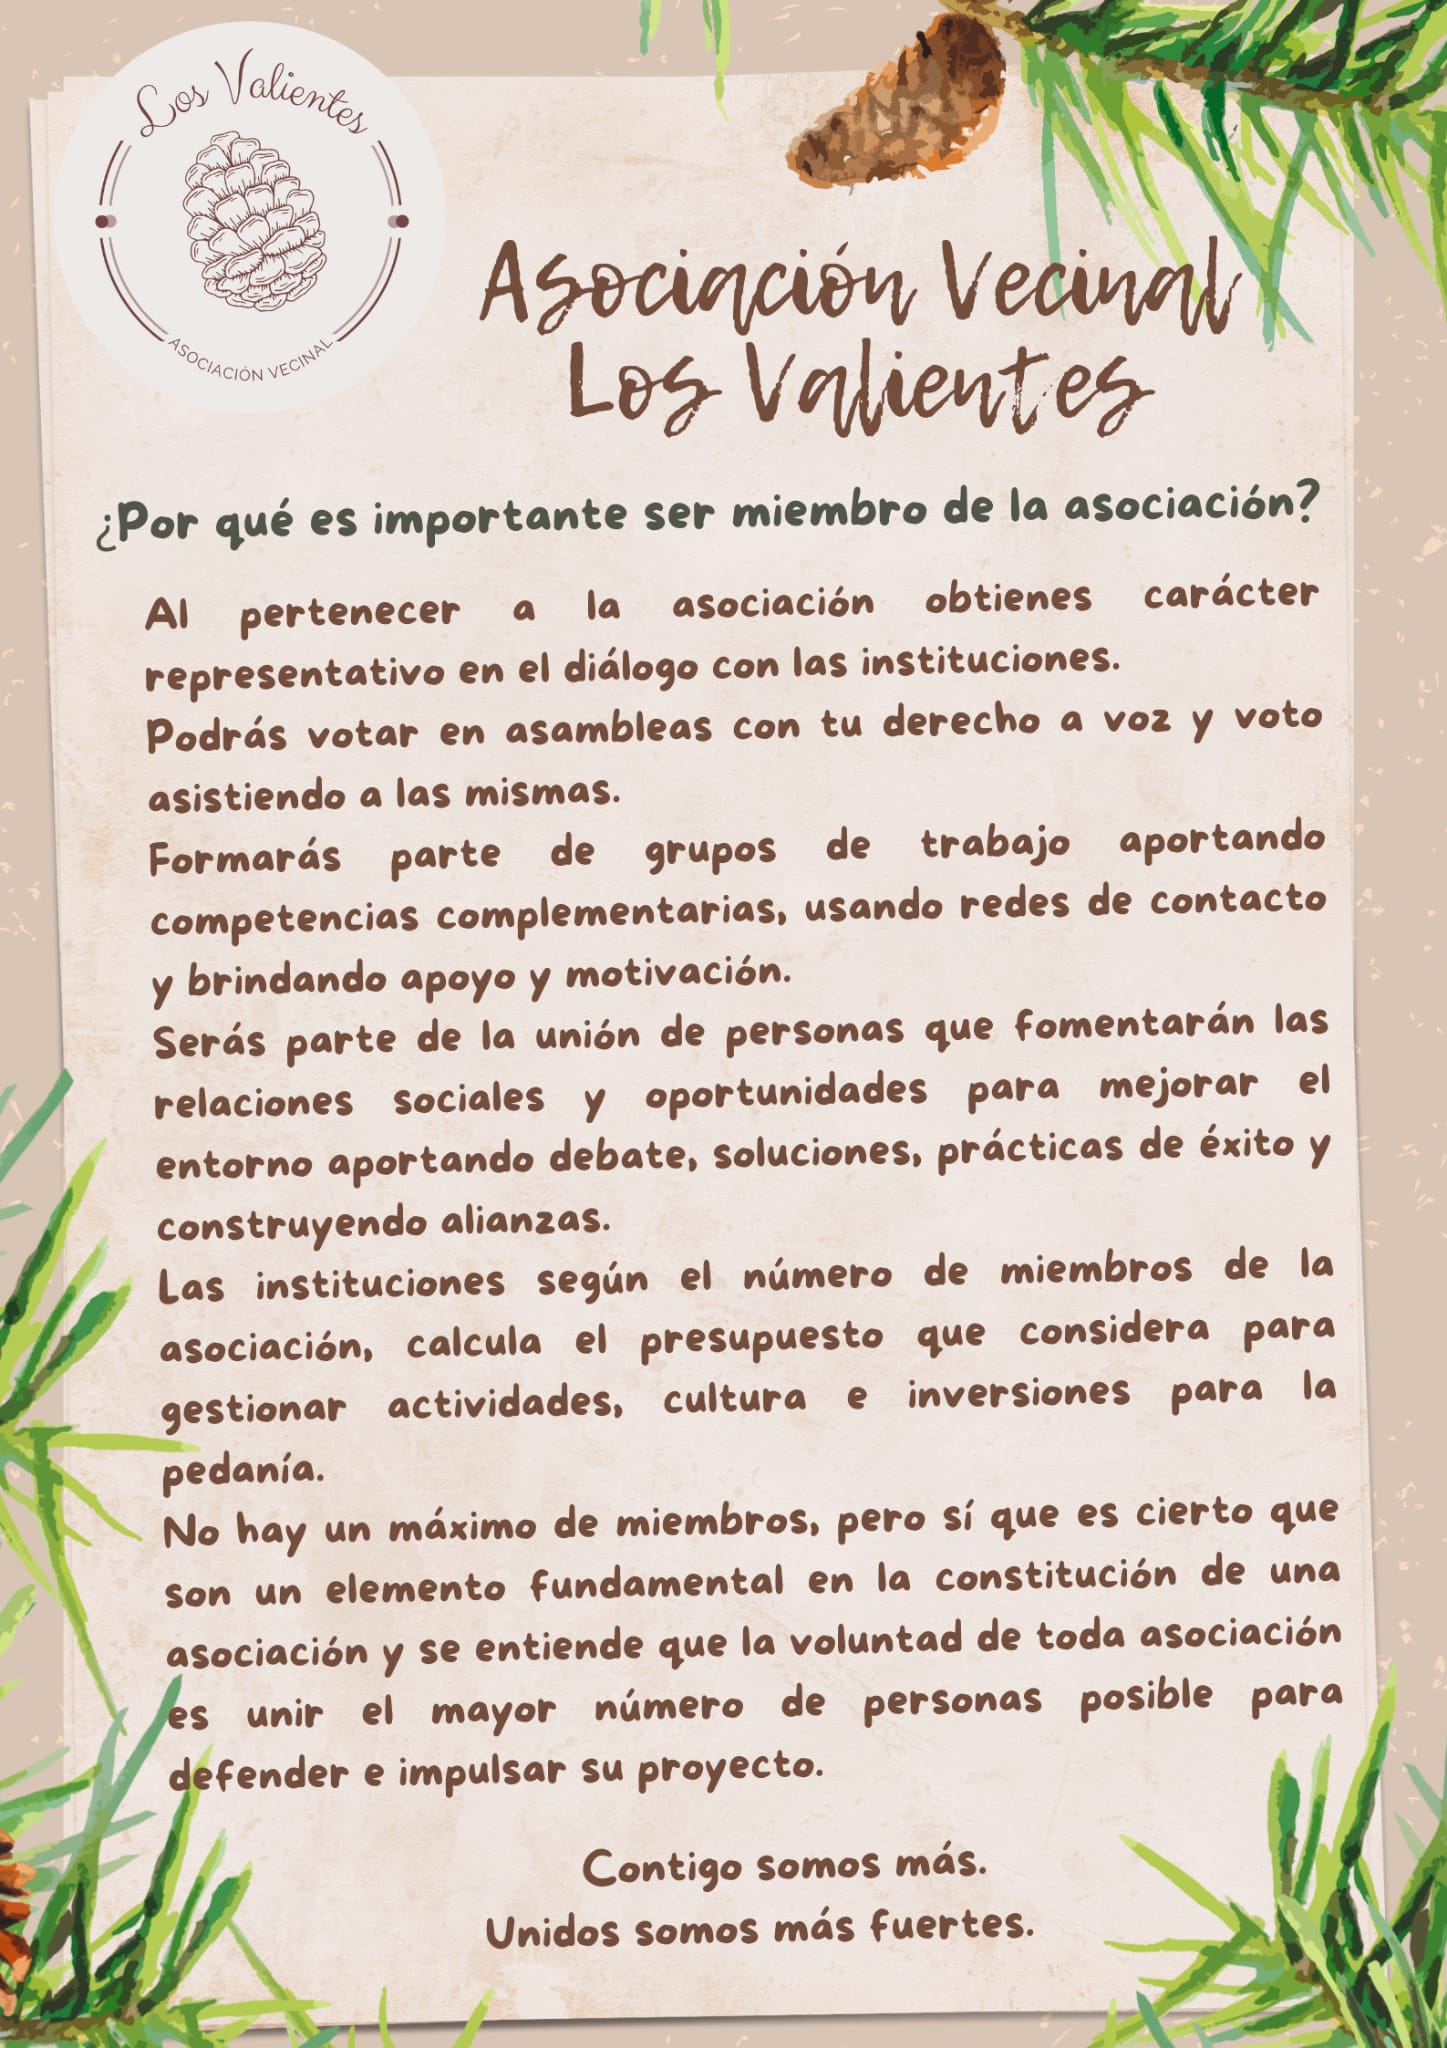 Los Valientes
ASOCIACIÓN VECINAL
Asociación Vecinal
Los Valientes
¿Por qué es importante ser miembro de la asociación?
Al pertenecer a la asociación obtienes carácter
representativo en el diálogo con las instituciones.
Podrás votar en asambleas con tu derecho a voz y voto
asistiendo a las mismas.
Formarás parte de grupos de trabajo aportando
competencias complementarias, usando redes de contacto
y brindando apoyo y motivación.
Serás parte de la unión de personas que fomentarán las
relaciones sociales y oportunidades para mejorar el
entorno aportando debate, soluciones, prácticas de éxito y
construyendo alianzas.
Las instituciones según el número de miembros de la
asociación, calcula el presupuesto que considera para
gestionar actividades, cultura e inversiones para la
pedanía.
No hay un máximo de miembros, pero sí que es cierto que
son un elemento fundamental en la constitución de una
asociación y se entiende que la voluntad de toda asociación
es unir el mayor número de personas posible para
defender e impulsar su proyecto.
Contigo somos más.
Unidos somos más fuertes.